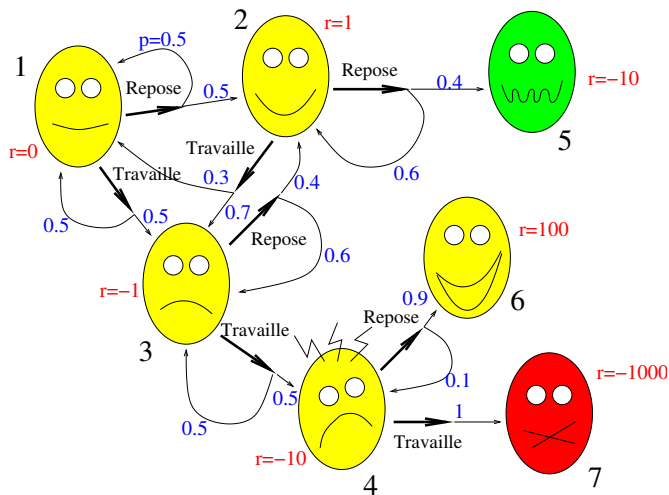 2
r=1
p=0.5
1
Repose
0.5
Repose
0.4
r=−10
5
r=0
Travaille
Travaille
0.3
0.4
0.6
0.5
0.5
0.7
Repose
0.6
r=−1
3
r=100
0.9
Repose
6
Travaille
0.5
0.5
0.1
r=−1000
1
Travaille
r=−10
4
7